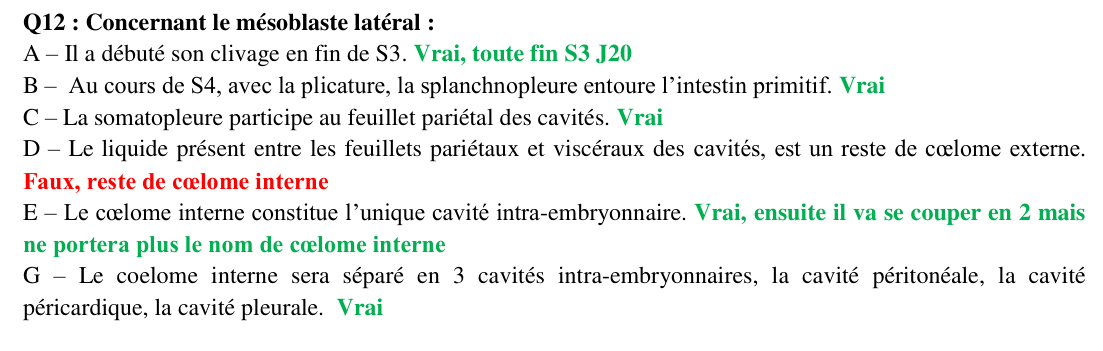 Q12 : Concernant le mésoblaste latéral :
A – Il a débuté son clivage en fin de S3. Vrai, toute fin S3 J20
B – Au cours de S4, avec la plicature, la splanchnopleure entoure l'intestin primitif. Vrai
C – La somatopleure participe au feuillet pariétal des cavités. Vrai
D – Le liquide présent entre les feuillets pariétaux et viscéraux des cavités, est un reste de cœlome externe.
Faux, reste de cœlome interne
E – Le cœlome interne constitue l'unique cavité intra-embryonnaire. Vrai, ensuite il va se couper en 2 mais
ne portera plus le nom de cœlome interne
G – Le coelome interne sera séparé en 3 cavités intra-embryonnaires, la cavité péritonéale, la cavité
péricardique, la cavité pleurale. Vrai